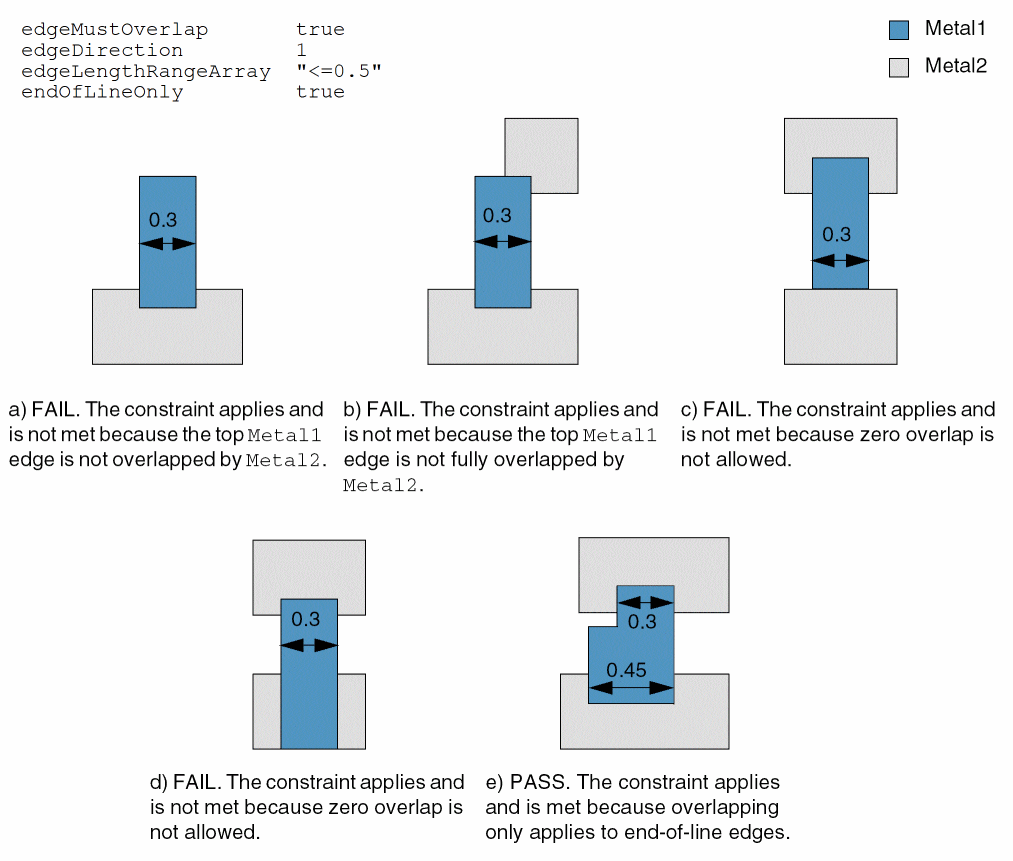 edgeMustOverlap true
edgeDirection 1
edgeLengthRangeArray "<=0.5"
endOfLineOnly true
Metal1
Metal2
0.3
0.3
0.3
a) FAIL. The constraint applies and
is not met because the top Metal1
edge is not overlapped by Metal2.
b) FAIL. The constraint applies and
is not met because the top Metal1
edge is not fully overlapped by
Metal2.
c) FAIL. The constraint applies and
is not met because zero overlap is
not allowed.
0.3
0.3
0.45
d) FAIL. The constraint applies and
is not met because zero overlap is
not allowed.
e) PASS. The constraint applies
and is met because overlapping
only applies to end-of-line edges.